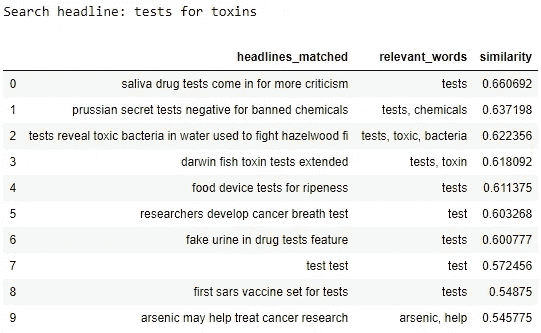 Search headline: tests for toxins
headlines_matched relevant_words similarity
0 saliva drug tests come in for more criticism tests 0.660692
1 prussian secret tests negative for banned chemicals tests, chemicals 0.637198
2 tests reveal toxic bacteria in water used to fight hazelwood fi tests, toxic, bacteria 0.622356
3 darwin fish toxin tests extended tests, toxin 0.618092
4 food device tests for ripeness tests 0.611375
5 researchers develop cancer breath test test 0.603268
6 fake urine in drug tests feature tests 0.600777
7 test test test 0.572456
8 first sars vaccine set for tests tests 0.54875
9 arsenic may help treat cancer research arsenic, help 0.545775